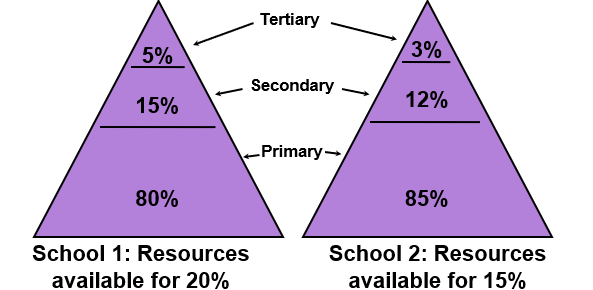 Tertiary
5%
3%
Secondary
15%
12%
Primary
80%
85%
School 1: Resources
available for 20%
School 2: Resources
available for 15%